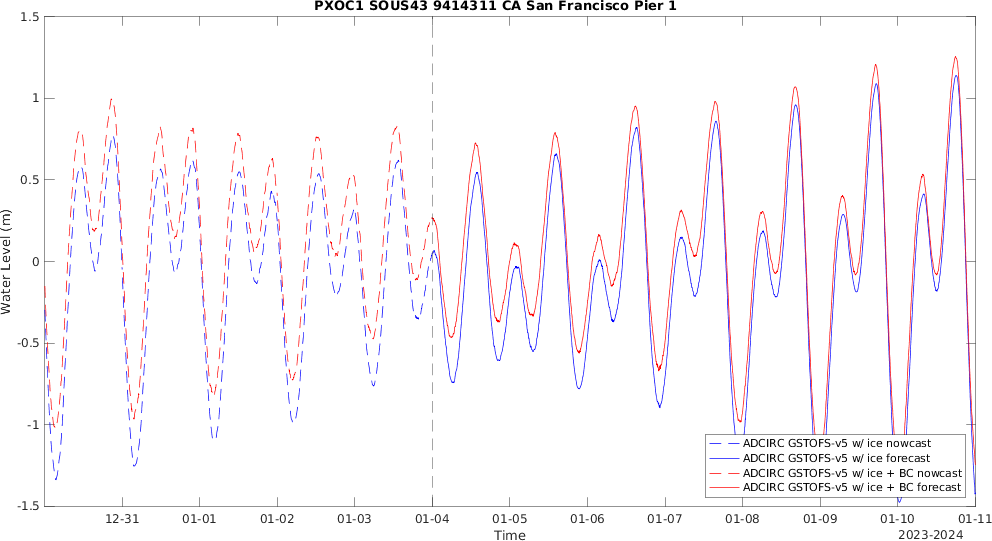 PXOC1 SOUS43 9414311 CA San Francisco Pier 1
1.5
1
0.5
0
-0.5
-1
-1.5
Water Level (m)
12-31 01-01 01-02 01-03 01-04 01-05 01-06 01-07 01-08 01-09 01-10 01-11
Time
2023-2024
ADCIRC GSTOFS-v5 w/ ice nowcast
ADCIRC GSTOFS-v5 w/ ice forecast
ADCIRC GSTOFS-v5 w/ ice + BC nowcast
ADCIRC GSTOFS-v5 w/ ice + BC forecast